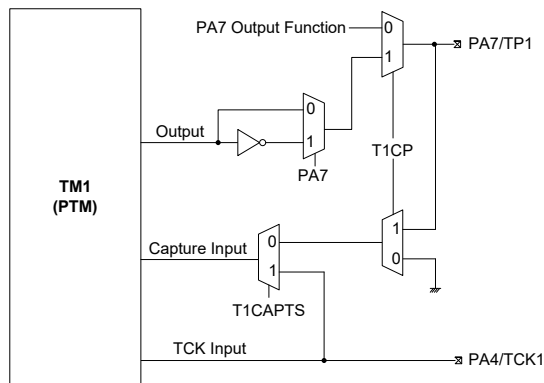 PA7 Output Function
0
1
PA7/TP1
Output
0
1
PA7
T1CP
TM1
(PTM)
Capture Input
0
1
1
0
T1CAPTS
TCK Input
PA4/TCK1